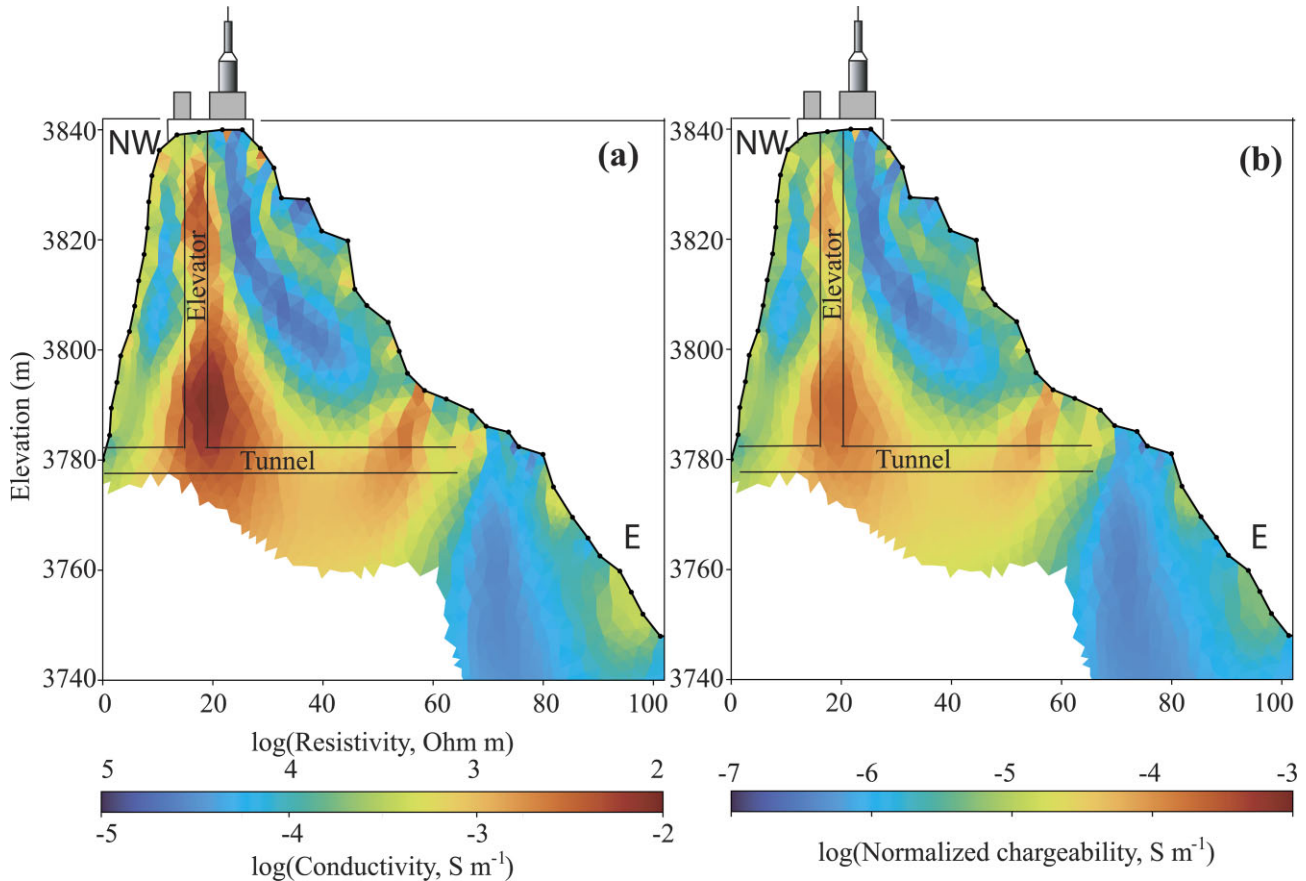 3840
NW
(a)
3820
Elevator
3800
Elevation (m)
3780
Tunnel
3760
E
3740
0 20 40 60 80 100
log(Resistivity, Ohm m)
5 4 3 2
-5 -4 -3 -2
log(Conductivity, S m⁻¹)
3840
NW
(b)
3820
Elevator
3800
3780
Tunnel
3760
E
3740
0 20 40 60 80 100
-7 -6 -5 -4 -3
log(Normalized chargeability, S m⁻¹)